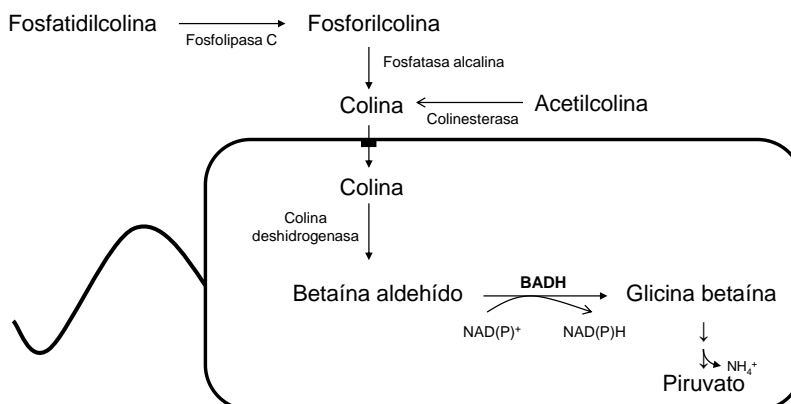 Fosfatidilcolina
Fosfolipasa C
Fosforilcolina
Fosfatasa alcalina
Colina
Colinesterasa
Acetilcolina
Colina
Colina
deshidrogenasa
Betaína aldehído
BADH
Glicina betaína
NAD(P)⁺
NAD(P)H
NH₄⁺
Piruvato